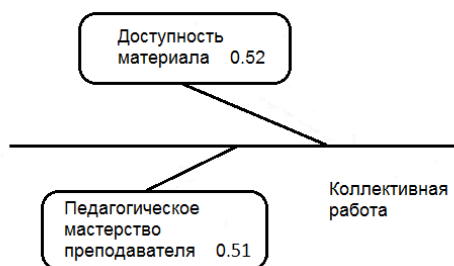 Доступность
материала 0.52
Коллективная
работа
Педагогическое
мастерство
преподавателя 0.51